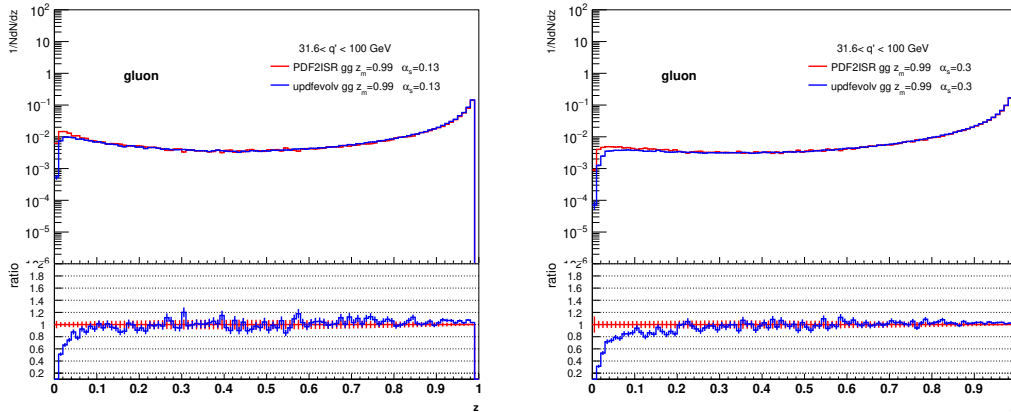 1/NdN/dz
10²
10
1
10⁻¹
10⁻²
10⁻³
10⁻⁴
10⁻⁵
10⁻⁶
31.6< q' < 100 GeV
gluon
PDF2ISR gg z_m=0.99 α_s=0.13
updfevolv gg z_m=0.99 α_s=0.13
ratio
2
1.8
1.6
1.4
1.2
1
0.8
0.6
0.4
0.2
0 0.1 0.2 0.3 0.4 0.5 0.6 0.7 0.8 0.9 1
z
1/NdN/dz
10²
10
1
10⁻¹
10⁻²
10⁻³
10⁻⁴
10⁻⁵
10⁻⁶
31.6< q' < 100 GeV
gluon
PDF2ISR gg z_m=0.99 α_s=0.3
updfevolv gg z_m=0.99 α_s=0.3
ratio
2
1.8
1.6
1.4
1.2
1
0.8
0.6
0.4
0.2
0 0.1 0.2 0.3 0.4 0.5 0.6 0.7 0.8 0.9